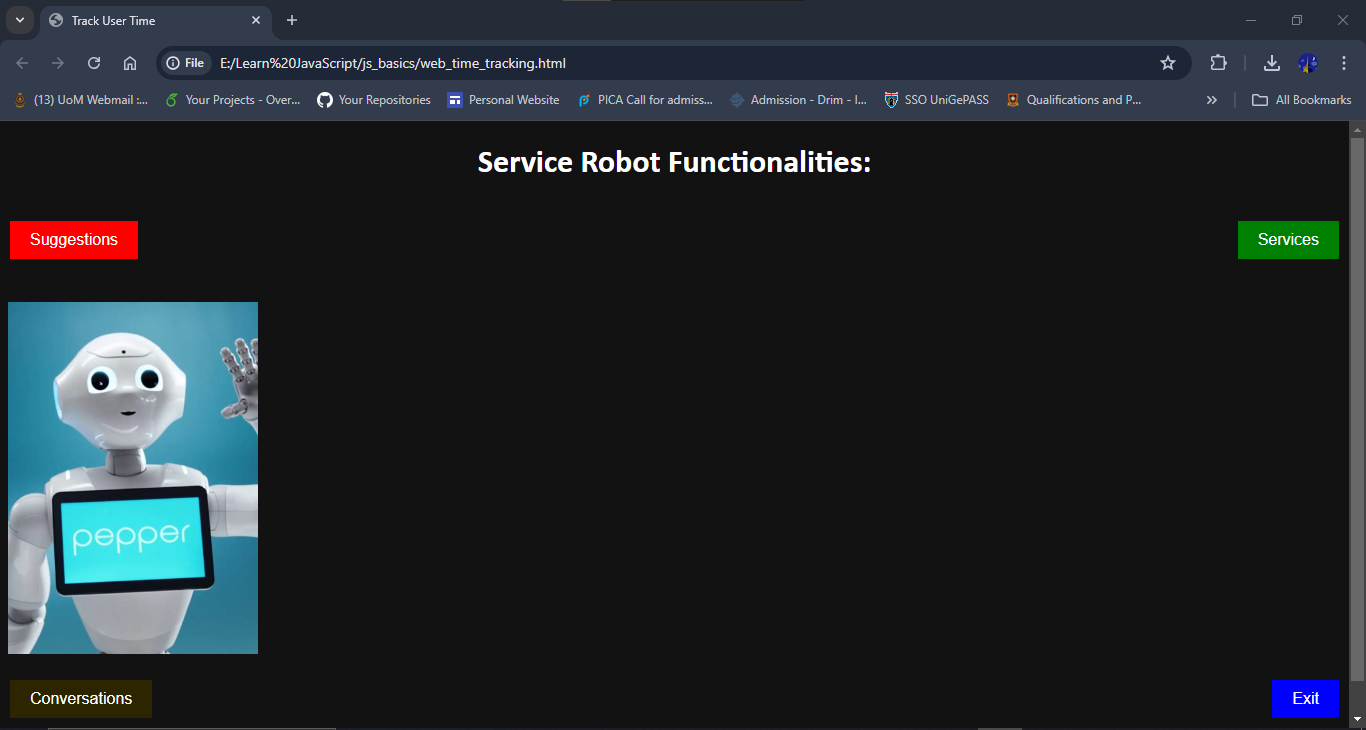 Track User Time
File E:/Learn%20JavaScript/js_basics/web_time_tracking.html
(13) UoM Webmail :... Your Projects - Over... Your Repositories Personal Website PICA Call for admiss... Admission - Drim - I... SSO UniGePASS Qualifications and P... All Bookmarks
Service Robot Functionalities:
Suggestions Services
pepper
Conversations Exit